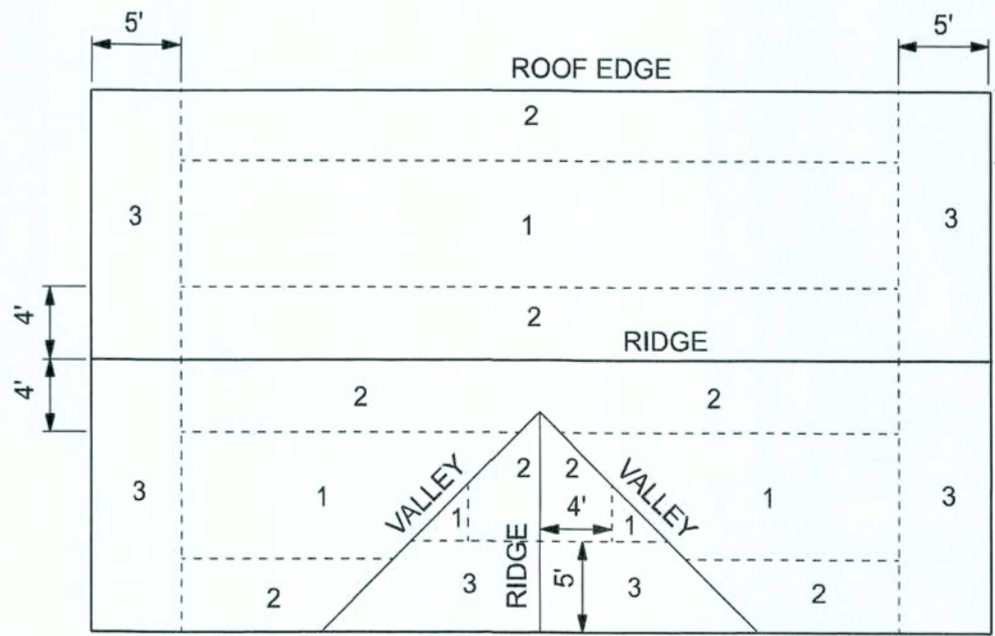 5' 5'
ROOF EDGE
2
3 1 3
4'
2
RIDGE
4'
2 2
3 1 VALLEY 2 2 VALLEY 1 3
1 4' 1
2 3 RIDGE 5' 3 2